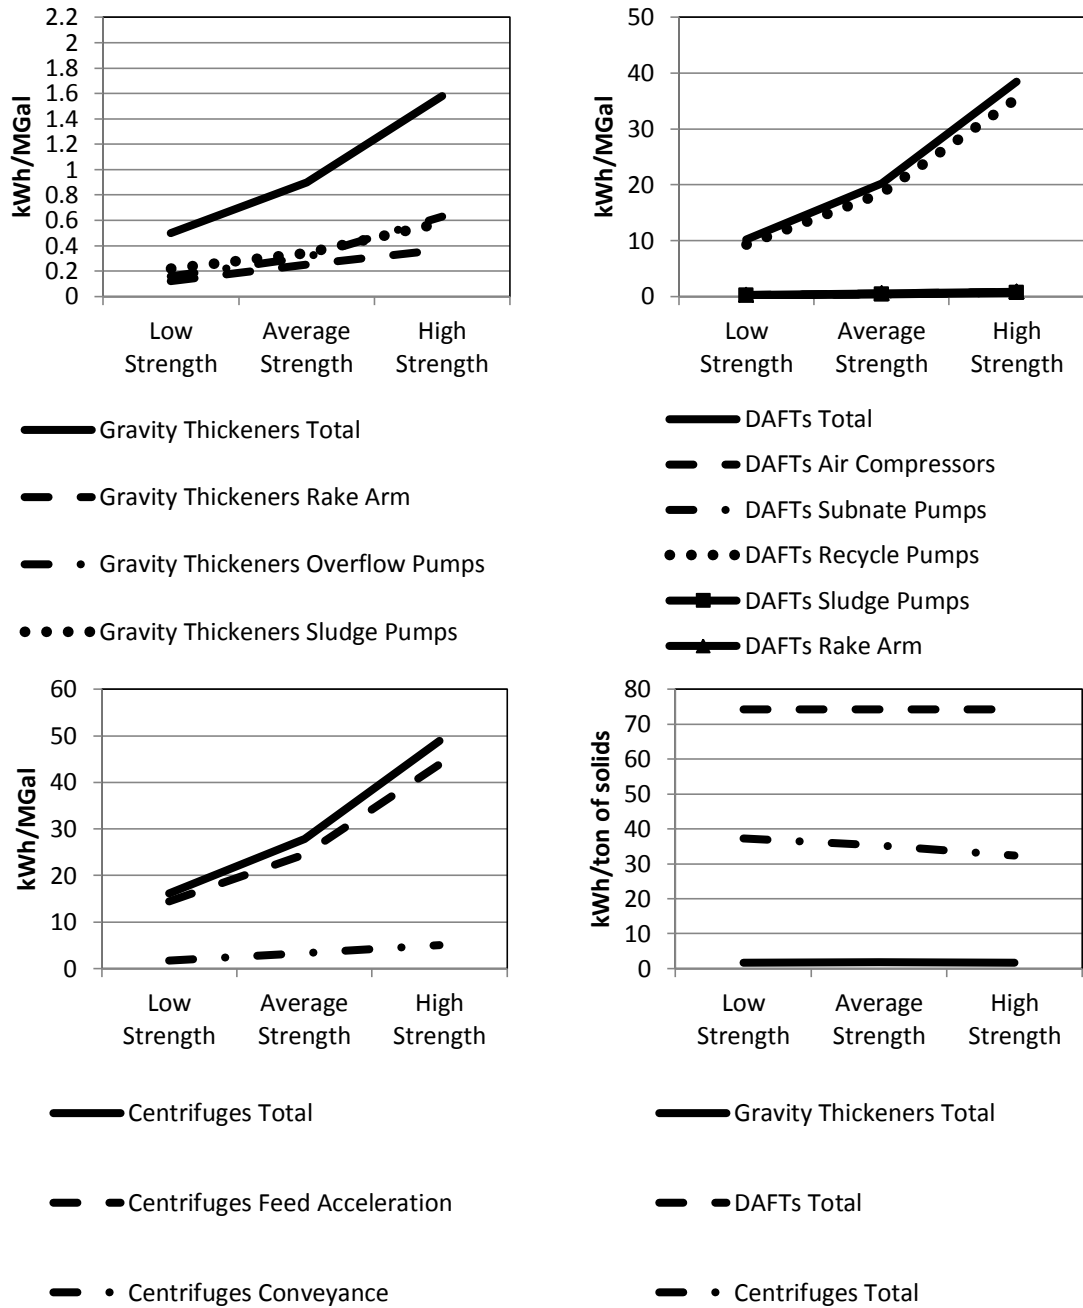 kWh/MGal
2.2
2
1.8
1.6
1.4
1.2
1
0.8
0.6
0.4
0.2
0
Low Strength
Average Strength
High Strength
Gravity Thickeners Total
Gravity Thickeners Rake Arm
Gravity Thickeners Overflow Pumps
Gravity Thickeners Sludge Pumps
kWh/MGal
50
40
30
20
10
0
Low Strength
Average Strength
High Strength
DAFTs Total
DAFTs Air Compressors
DAFTs Subnate Pumps
DAFTs Recycle Pumps
DAFTs Sludge Pumps
DAFTs Rake Arm
kWh/MGal
60
50
40
30
20
10
0
Low Strength
Average Strength
High Strength
Centrifuges Total
Centrifuges Feed Acceleration
Centrifuges Conveyance
kWh/ton of solids
80
70
60
50
40
30
20
10
0
Low Strength
Average Strength
High Strength
Gravity Thickeners Total
DAFTs Total
Centrifuges Total